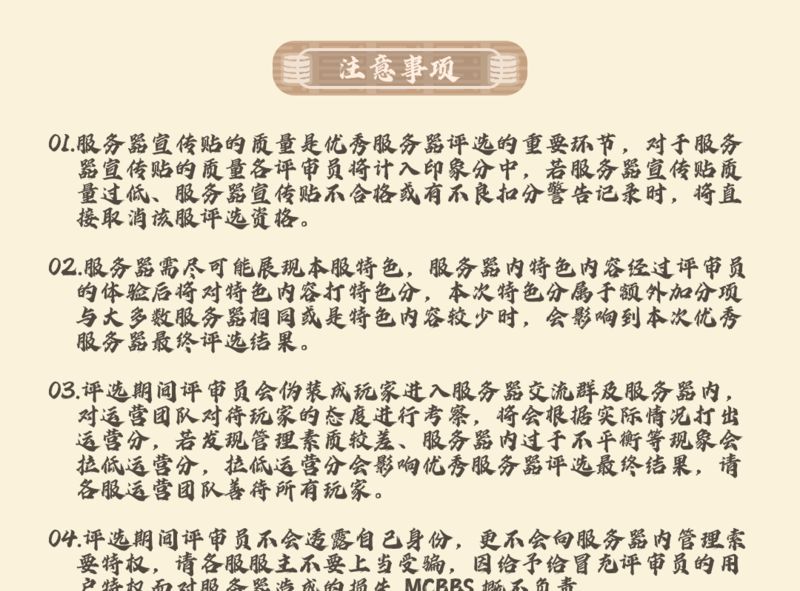 注意事项
01.服务器宣传贴的质量是优秀服务器评选的重要环节，对于服务
器宣传贴的质量各评审员将计入印象分中，若服务器宣传贴质
量过低、服务器宣传贴不合格或有不良扣分警告记录时，将直
接取消该服评选资格。
02.服务器需尽可能展现本服特色，服务器内特色内容经过评审员
的体验后将对特色内容打特色分，本次特色分属于额外加分项
与大多数服务器相同或是特色内容较少时，会影响到本次优秀
服务器最终评选结果。
03.评选期间评审员会伪装成玩家进入服务器交流群及服务器内，
对运营团队对待玩家的态度进行考察，将会根据实际情况打出
运营分，若发现管理素质较差、服务器内过于不平衡等现象会
拉低运营分，拉低运营分会影响优秀服务器评选最终结果，请
各服运营团队善待所有玩家。
04.评选期间评审员不会透露自己身份，更不会向服务器内管理索
要特权，请各服服主不要上当受骗，因给予给冒充评审员的用
户特权而对服务器造成的损失 MCBBS 概不负责